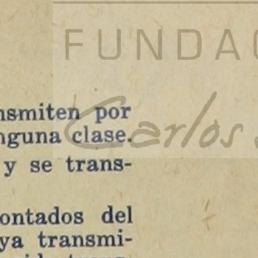 FUNDAC
nsmiten por
nguna clase.
Carlos
y se trans-
ontados del
ya transmi-